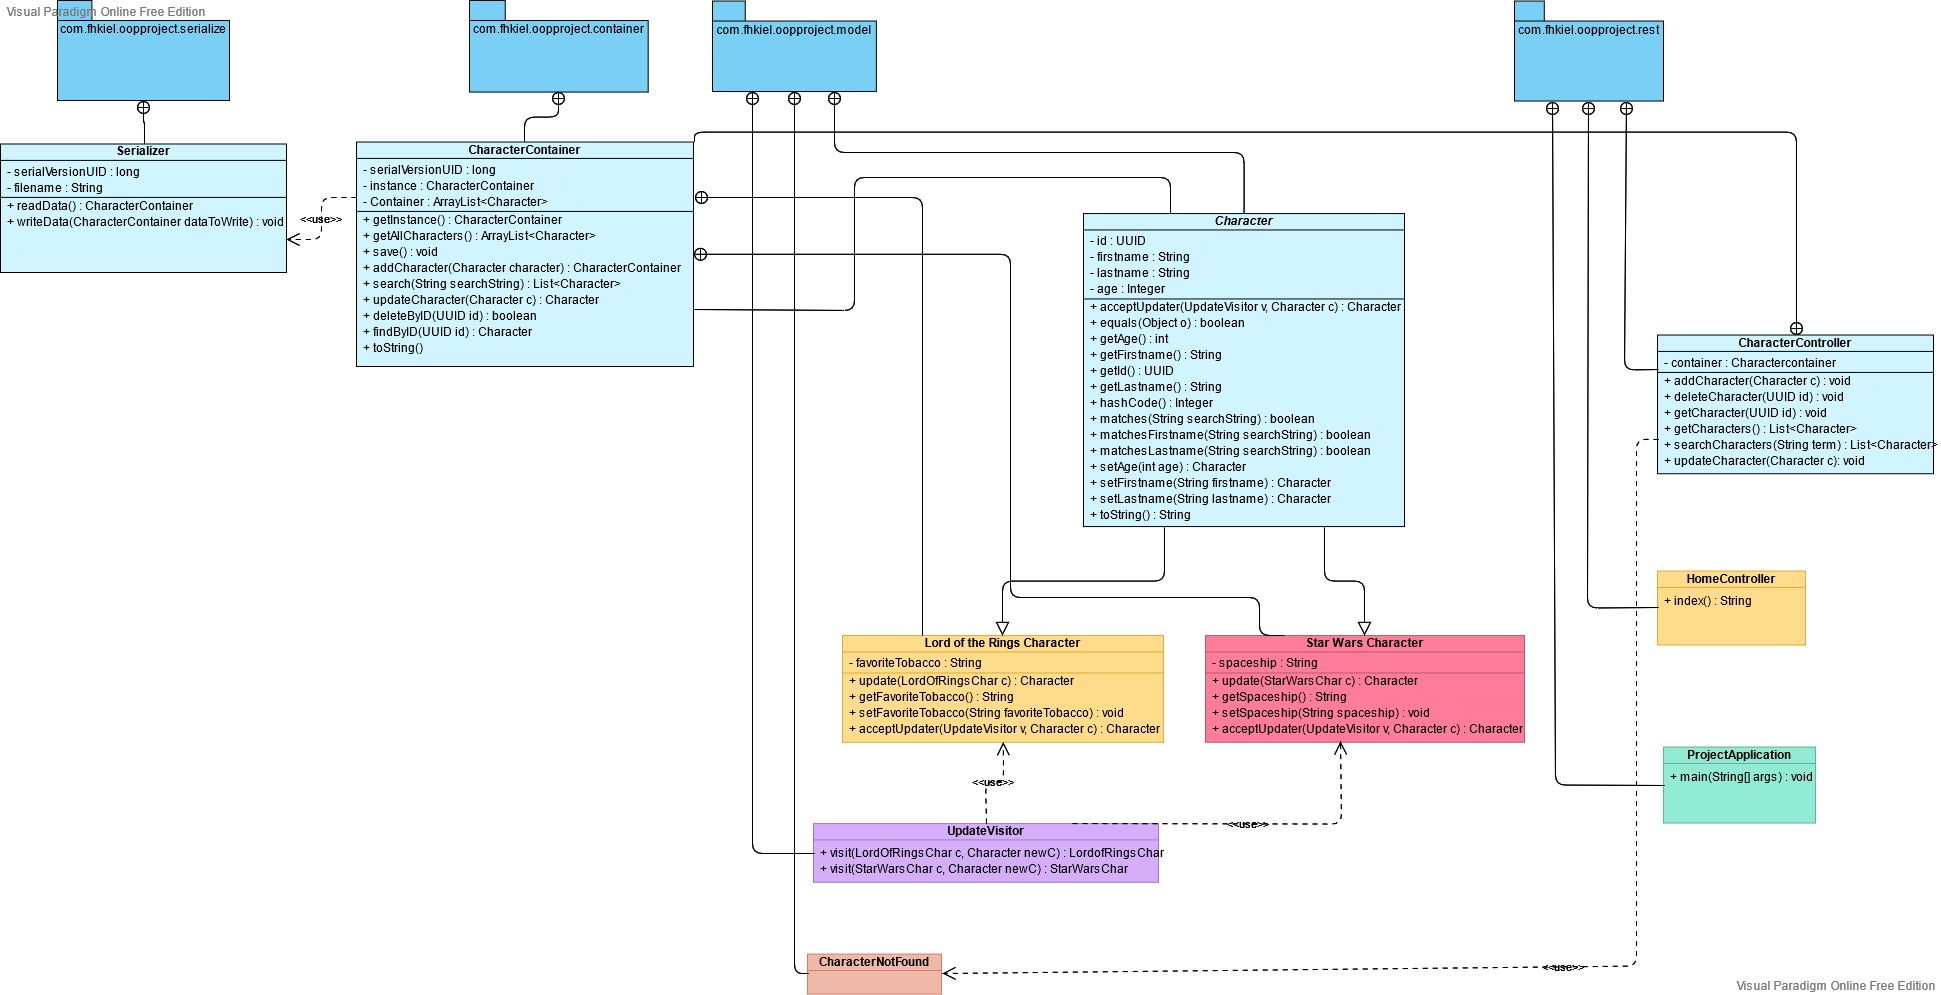 Visual Paradigm Online Free Edition
com.fhkiel.oopproject.serialize
com.fhkiel.oopproject.container
com.fhkiel.oopproject.model
com.fhkiel.oopproject.rest
Serializer
- serialVersionUID : long
- filename : String
+ readData() : CharacterContainer
+ writeData(CharacterContainer dataToWrite) : void
<<use>>
CharacterContainer
- serialVersionUID : long
- instance : CharacterContainer
- Container : ArrayList<Character>
+ getInstance() : CharacterContainer
+ getAllCharacters() : ArrayList<Character>
+ save() : void
+ addCharacter(Character character) : CharacterContainer
+ search(String searchString) : List<Character>
+ updateCharacter(Character c) : Character
+ deleteByID(UUID id) : boolean
+ findByID(UUID id) : Character
+ toString()
Character
- id : UUID
- firstname : String
- lastname : String
- age : Integer
+ acceptUpdater(UpdateVisitor v, Character c) : Character
+ equals(Object o) : boolean
+ getAge() : int
+ getFirstname() : String
+ getId() : UUID
+ getLastname() : String
+ hashCode() : Integer
+ matches(String searchString) : boolean
+ matchesFirstname(String searchString) : boolean
+ matchesLastname(String searchString) : boolean
+ setAge(int age) : Character
+ setFirstname(String firstname) : Character
+ setLastname(String lastname) : Character
+ toString() : String
CharacterController
- container : Charactercontainer
+ addCharacter(Character c) : void
+ deleteCharacter(UUID id) : void
+ getCharacter(UUID id) : void
+ getCharacters() : List<Character>
+ searchCharacters(String term) : List<Character>
+ updateCharacter(Character c): void
HomeController
+ index() : String
Lord of the Rings Character
- favoriteTobacco : String
+ update(LordOfRingsChar c) : Character
+ getFavoriteTobacco() : String
+ setFavoriteTobacco(String favoriteTobacco) : void
+ acceptUpdater(UpdateVisitor v, Character c) : Character
Star Wars Character
- spaceship : String
+ update(StarWarsChar c) : Character
+ getSpaceship() : String
+ setSpaceship(String spaceship) : void
+ acceptUpdater(UpdateVisitor v, Character c) : Character
ProjectApplication
+ main(String[] args) : void
<<use>>
<<use>>
UpdateVisitor
+ visit(LordOfRingsChar c, Character newC) : LordofRingsChar
+ visit(StarWarsChar c, Character newC) : StarWarsChar
CharacterNotFound
<<use>>
Visual Paradigm Online Free Edition